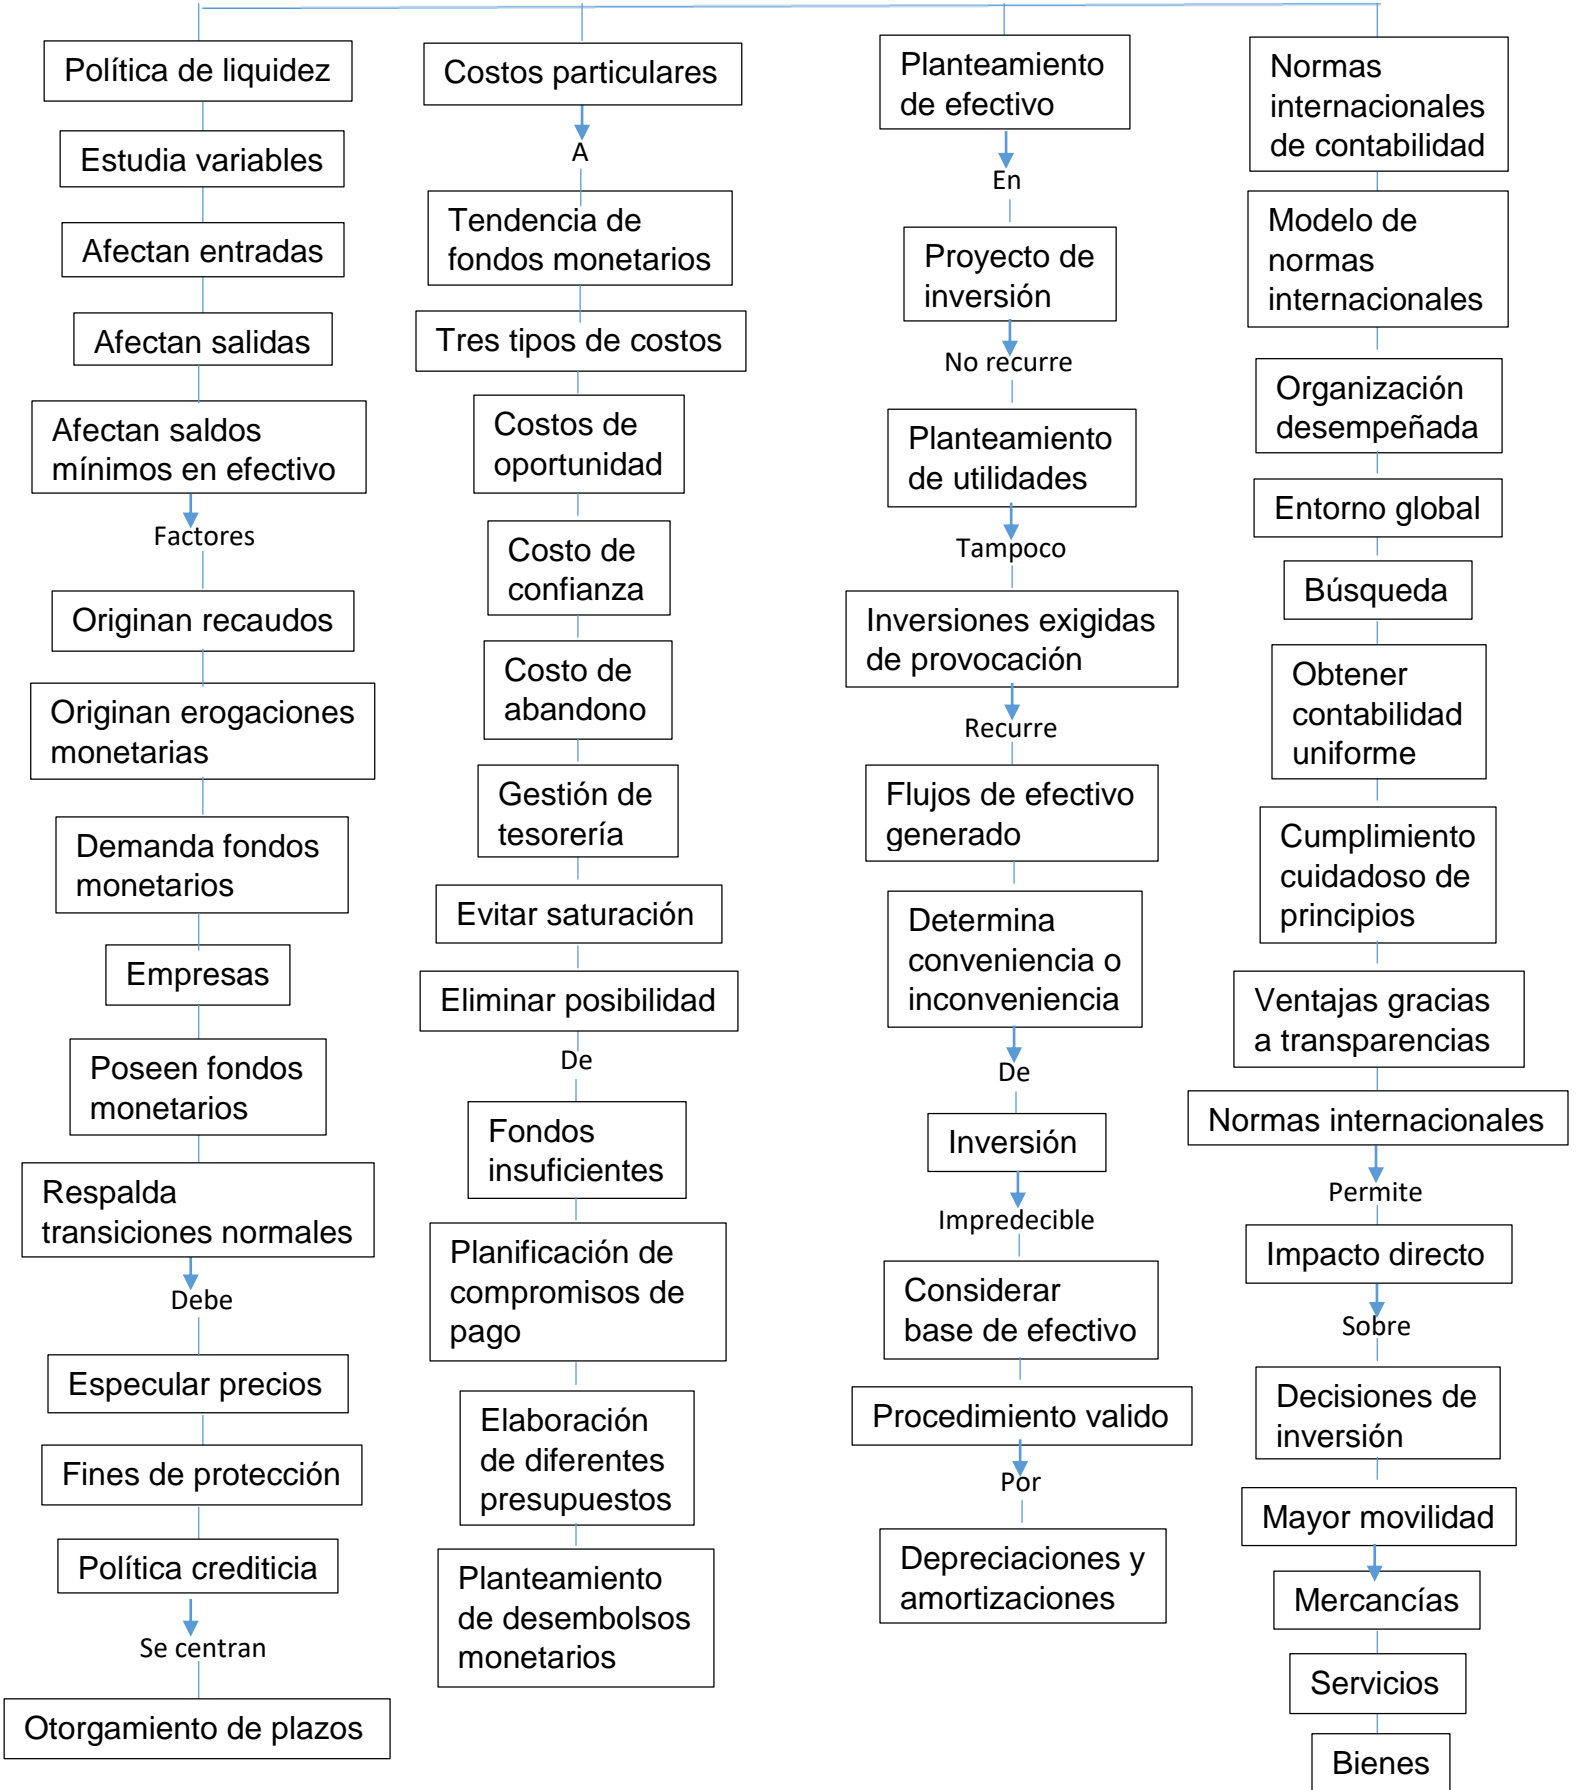 Política de liquidez
Estudia variables
Afectan entradas
Afectan salidas
Afectan saldos
mínimos en efectivo
Factores
Originan recaudos
Originan erogaciones
monetarias
Demanda fondos
monetarios
Empresas
Poseen fondos
monetarios
Respalda
transiciones normales
Debe
Especular precios
Fines de protección
Política crediticia
Se centran
Otorgamiento de plazos
Costos particulares
A
Tendencia de
fondos monetarios
Tres tipos de costos
Costos de
oportunidad
Costo de
confianza
Costo de
abandono
Gestión de
tesorería
Evitar saturación
Eliminar posibilidad
De
Fondos
insuficientes
Planificación de
compromisos de
pago
Elaboración
de diferentes
presupuestos
Planteamiento
de desembolsos
monetarios
Planteamiento
de efectivo
En
Proyecto de
inversión
No recurre
Planteamiento
de utilidades
Tampoco
Inversiones exigidas
de provocación
Recurre
Flujos de efectivo
generado
Determina
conveniencia o
inconveniencia
De
Inversión
Impredecible
Considerar
base de efectivo
Procedimiento valido
Por
Depreciaciones y
amortizaciones
Normas
internacionales
de contabilidad
Modelo de
normas
internacionales
Organización
desempeñada
Entorno global
Búsqueda
Obtener
contabilidad
uniforme
Cumplimiento
cuidadoso de
principios
Ventajas gracias
a transparencias
Normas internacionales
Permite
Impacto directo
Sobre
Decisiones de
inversión
Mayor movilidad
Mercancías
Servicios
Bienes